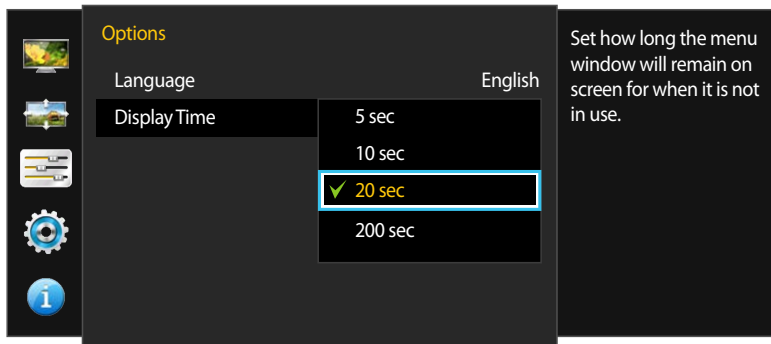 Options
Language English
Display Time
5 sec
10 sec
20 sec
200 sec
Set how long the menu
window will remain on
screen for when it is not
in use.